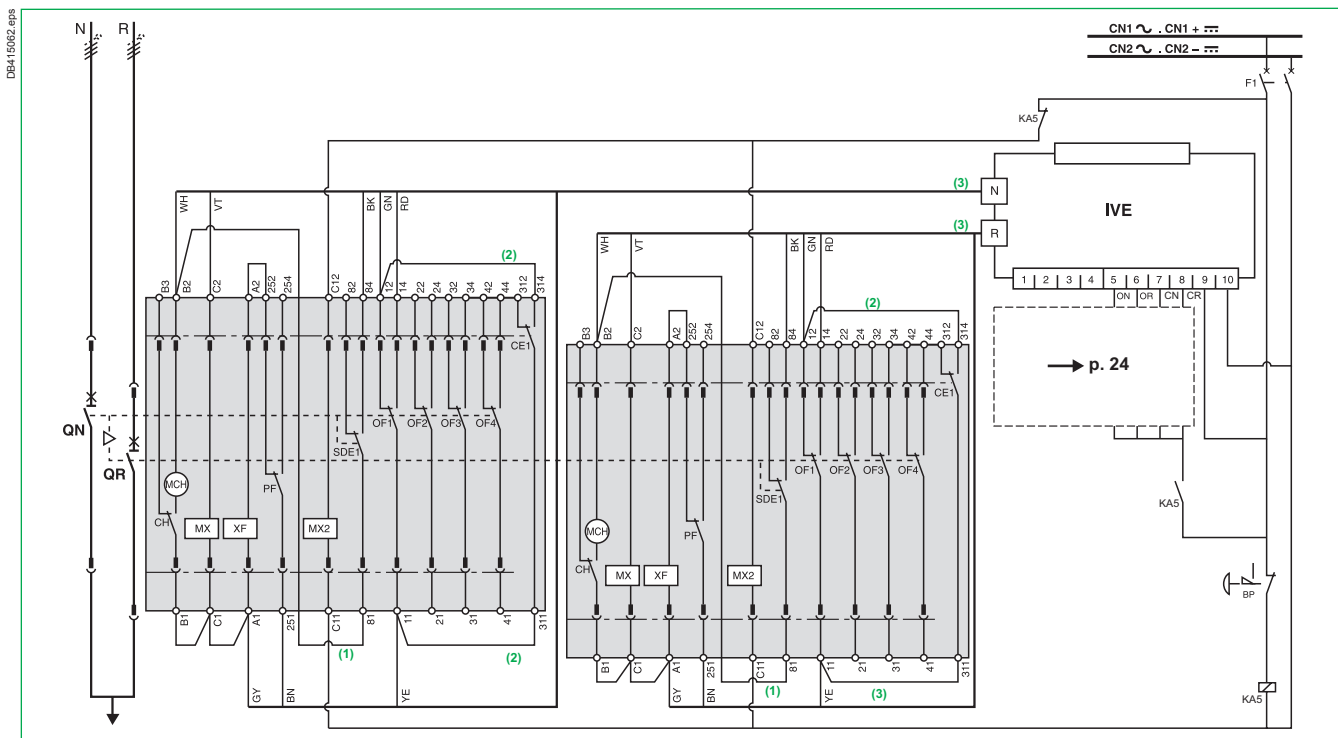 DB415062.eps
N R
CN1 ∿ . CN1 + ⎓
CN2 ∿ . CN2 – ⎓
F1
KA5
(3) N
IVE
(3) R
WH VT BK GN RD
(2)
B3 B2 C2 A2 252 254 C12 82 84 12 14 22 24 32 34 42 44 312 314
CE1
OF1 OF2 OF3 OF4
SDE1
PF
MCH
CH
MX XF MX2
B1 C1 A1 251 C11 81 11 21 31 41 311
(1) (2)
GY BN YE
QN
QR
WH VT BK GN RD
(2)
B3 B2 C2 A2 252 254 C12 82 84 12 14 22 24 32 34 42 44 312 314
CE1
OF1 OF2 OF3 OF4
SDE1
PF
MCH
CH
MX XF MX2
B1 C1 A1 251 C11 81 11 21 31 41 311
(1) (3)
GY BN YE
1 2 3 4 5 6 7 8 9 10
ON OR CN CR
p. 24
KA5
BP
KA5